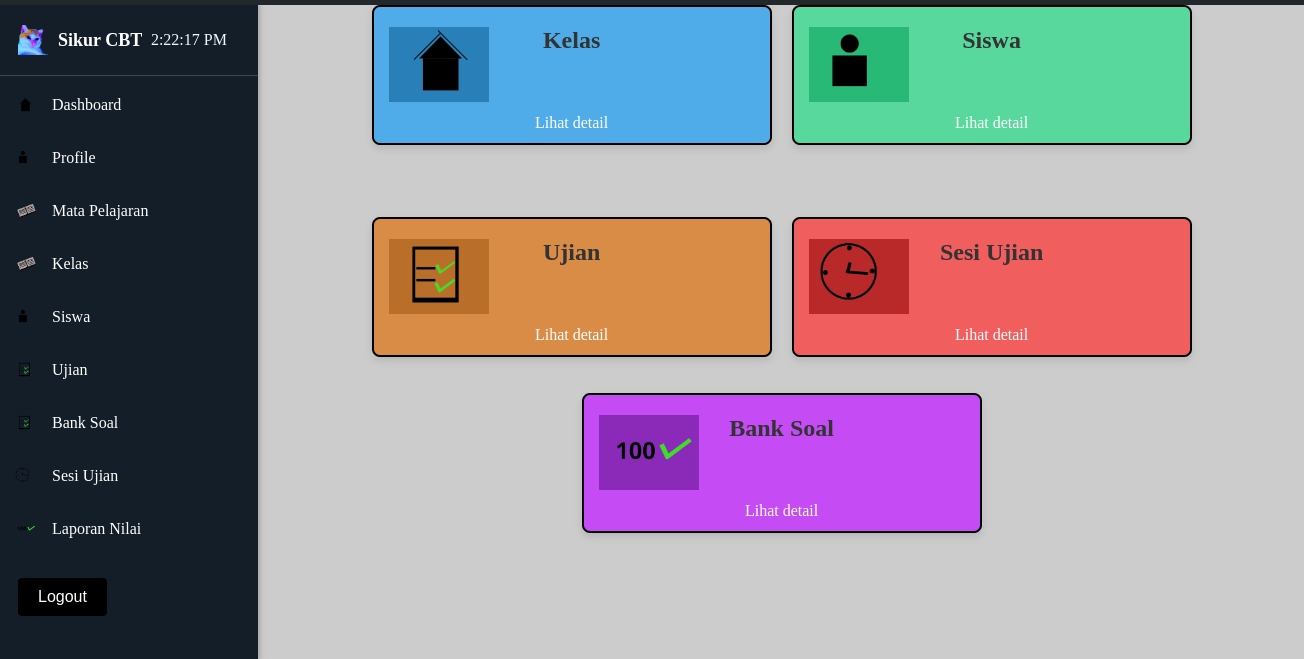 Sikur CBT 2:22:17 PM
Dashboard
Profile
Mata Pelajaran
Kelas
Siswa
Ujian
Bank Soal
Sesi Ujian
Laporan Nilai
Logout
Kelas
Lihat detail
Siswa
Lihat detail
Ujian
Lihat detail
Sesi Ujian
Lihat detail
100
Bank Soal
Lihat detail